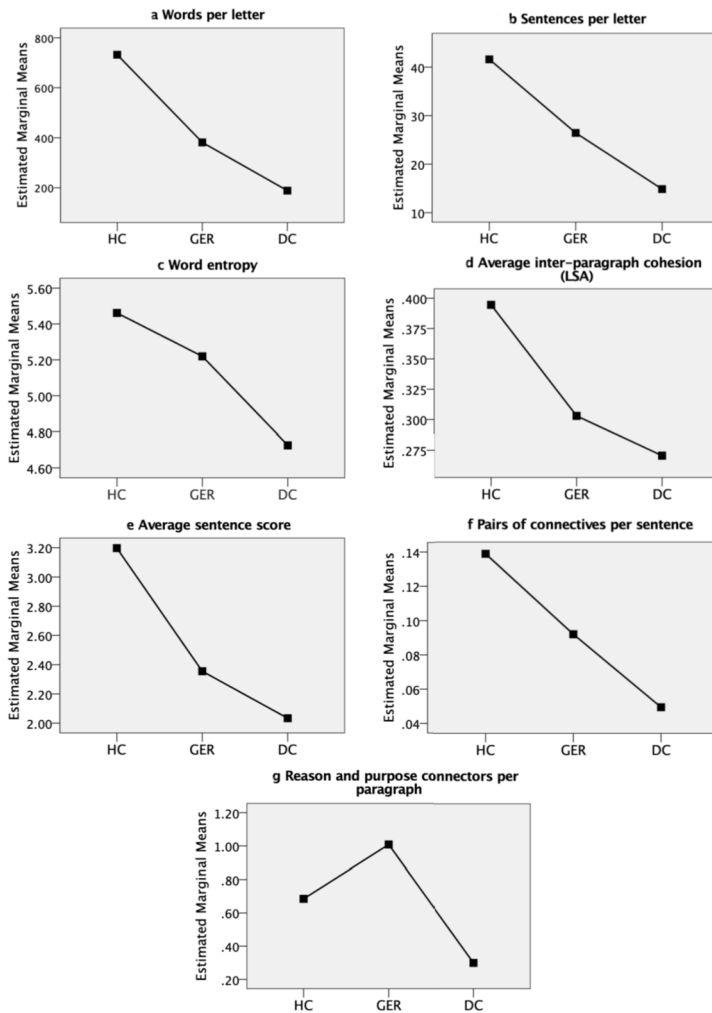 a Words per letter
Estimated Marginal Means
800
600
400
200
HC GER DC
b Sentences per letter
Estimated Marginal Means
40
30
20
10
HC GER DC
c Word entropy
Estimated Marginal Means
5.60
5.40
5.20
5.00
4.80
4.60
HC GER DC
d Average inter-paragraph cohesion
(LSA)
Estimated Marginal Means
.400
.375
.350
.325
.300
.275
HC GER DC
e Average sentence score
Estimated Marginal Means
3.20
3.00
2.80
2.60
2.40
2.20
2.00
HC GER DC
f Pairs of connectives per sentence
Estimated Marginal Means
.14
.12
.10
.08
.06
.04
HC GER DC
g Reason and purpose connectors per
paragraph
Estimated Marginal Means
1.20
1.00
.80
.60
.40
.20
HC GER DC